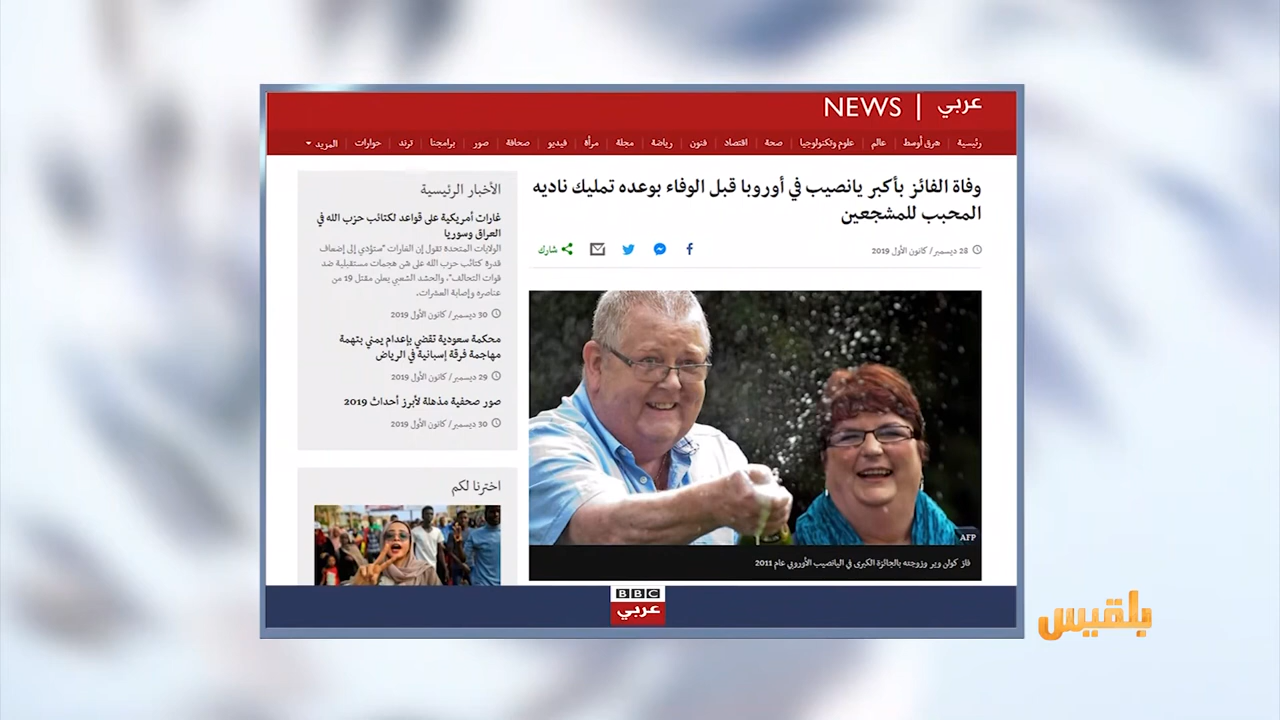 عربي | NEWS
رئيسية | شرق أوسط | عالم | علوم وتكنولوجيا | صحة | اقتصاد | فنون | رياضة | مجلة | مرأة | فيديو | صحافة | صور | برامجنا | ترند | حوارات | المزيد
وفاة الفائز بأكبر يانصيب في أوروبا قبل الوفاء بوعده تمليك ناديه
المحبب للمشجعين
28 ديسمبر/ كانون الأول 2019
شارك
AFP
فاز كولن وير وزوجته بالجائزة الكبرى في اليانصيب الأوروبي عام 2011
الأخبار الرئيسية
غارات أمريكية على قواعد لكتائب حزب الله في
العراق وسوريا
الولايات المتحدة تقول إن الغارات "ستؤدي إلى إضعاف
قدرة كتائب حزب الله على شن هجمات مستقبلية ضد
قوات التحالف"، والحشد الشعبي يعلن مقتل 19 من
عناصره وإصابة العشرات.
30 ديسمبر/ كانون الأول 2019
محكمة سعودية تقضي بإعدام يمني بتهمة
مهاجمة فرقة إسبانية في الرياض
29 ديسمبر/ كانون الأول 2019
صور صحفية مذهلة لأبرز أحداث 2019
30 ديسمبر/ كانون الأول 2019
اخترنا لكم
BBC
عربي
بلقيس